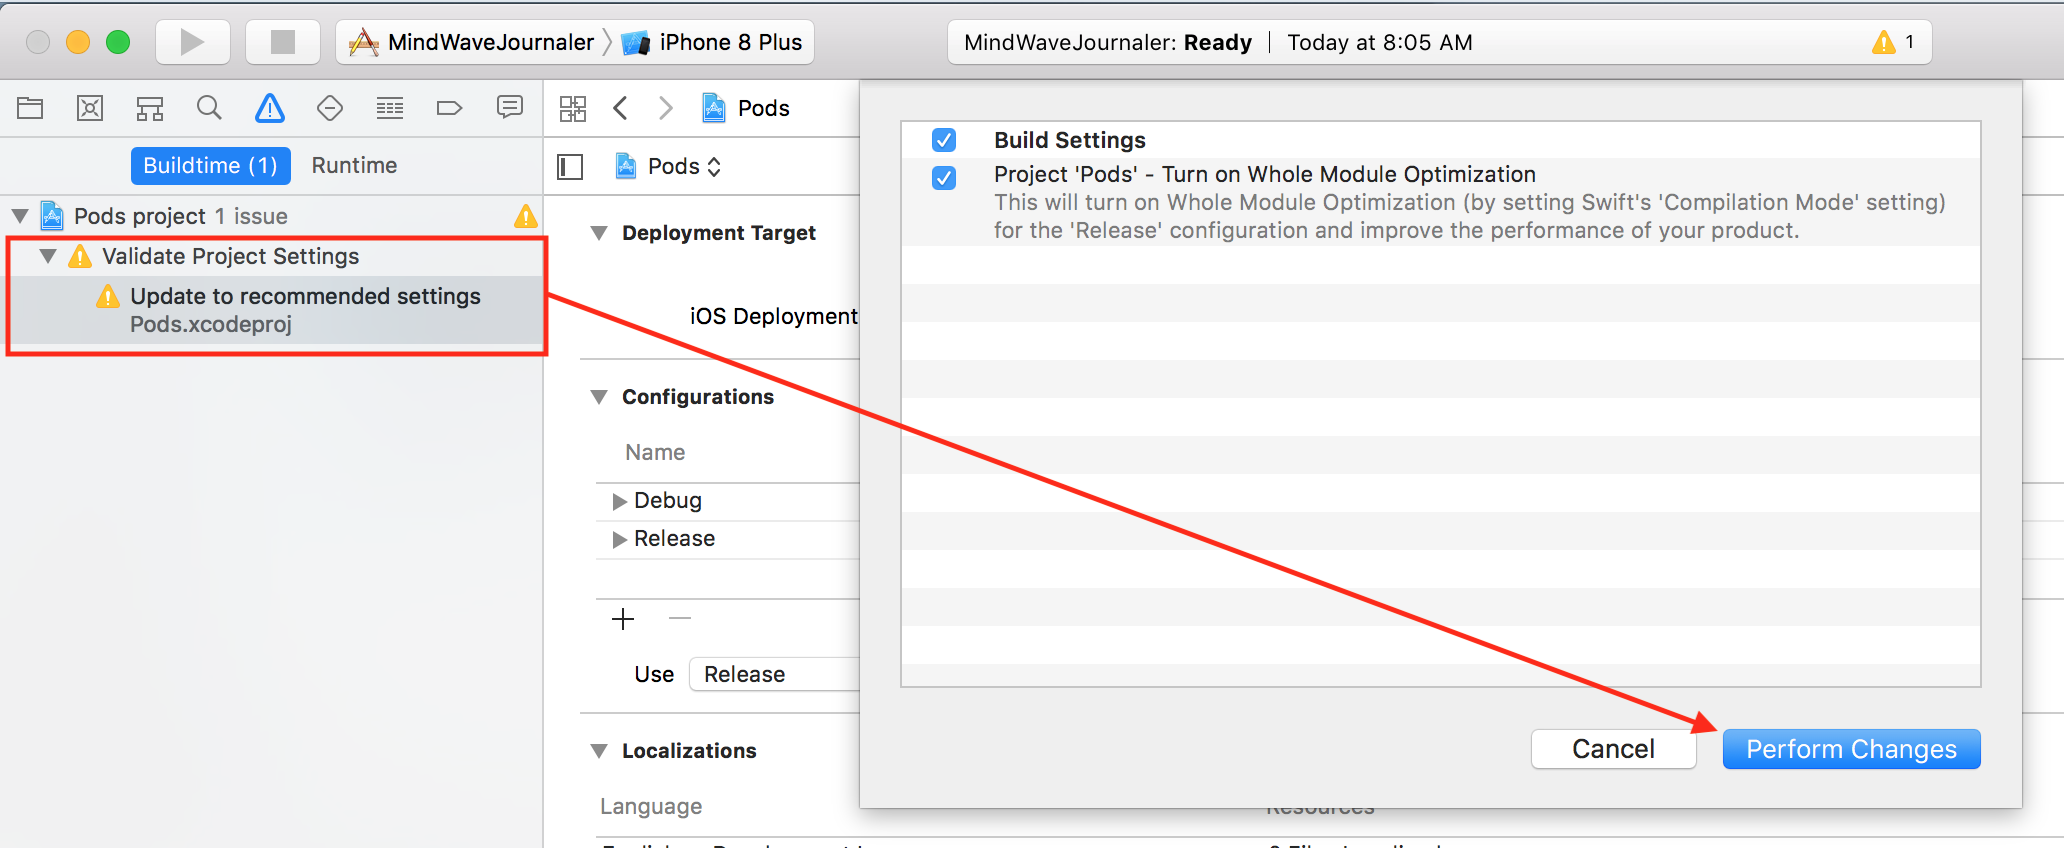 MindWaveJournaler
iPhone 8 Plus
MindWaveJournaler: Ready
Today at 8:05 AM
1
Pods
Buildtime (1)
Runtime
Pods
Pods project 1 issue
Validate Project Settings
Update to recommended settings
Pods.xcodeproj
Deployment Target
iOS Deployment
Configurations
Name
Debug
Release
Use
Release
Localizations
Language
Resources
Build Settings
Project 'Pods' - Turn on Whole Module Optimization
This will turn on Whole Module Optimization (by setting Swift's 'Compilation Mode' setting)
for the 'Release' configuration and improve the performance of your product.
Cancel
Perform Changes